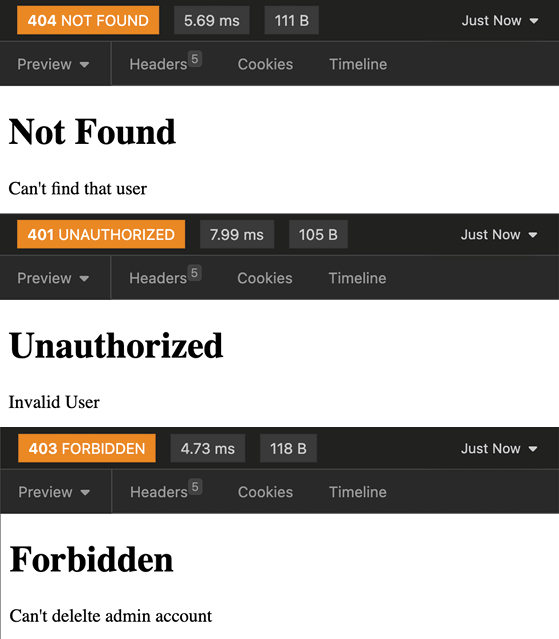 404 NOT FOUND 5.69 ms 111 B Just Now
Preview Headers 5 Cookies Timeline
Not Found
Can't find that user
401 UNAUTHORIZED 7.99 ms 105 B Just Now
Preview Headers 5 Cookies Timeline
Unauthorized
Invalid User
403 FORBIDDEN 4.73 ms 118 B Just Now
Preview Headers 5 Cookies Timeline
Forbidden
Can't delelte admin account